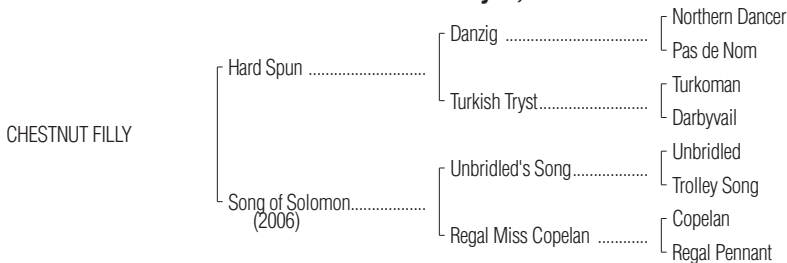 Northern Dancer
Danzig ................................
Pas de Nom
Hard Spun ..........................
Turkoman
Turkish Tryst........................
Darbyvail
CHESTNUT FILLY
Unbridled
Unbridled's Song.................
Trolley Song
Song of Solomon.................
(2006)
Copelan
Regal Miss Copelan ...........
Regal Pennant